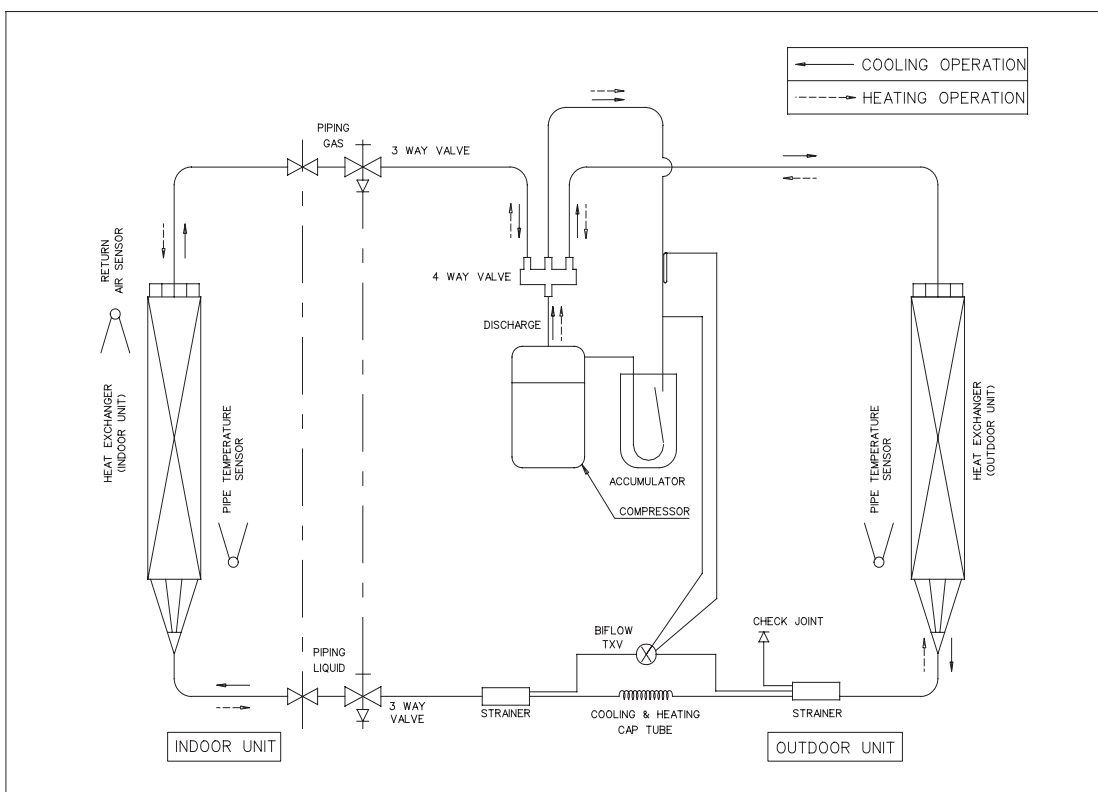 COOLING OPERATION
HEATING OPERATION
PIPING
GAS
3 WAY VALVE
RETURN
AIR SENSOR
4 WAY VALVE
DISCHARGE
HEAT EXCHANGER
(INDOOR UNIT)
PIPE TEMPERATURE
SENSOR
ACCUMULATOR
COMPRESSOR
PIPE TEMPERATURE
SENSOR
HEAT EXCHANGER
(OUTDOOR UNIT)
BIFLOW
TXV
CHECK JOINT
PIPING
LIQUID
3 WAY
VALVE
STRAINER
COOLING & HEATING
CAP TUBE
STRAINER
INDOOR UNIT
OUTDOOR UNIT